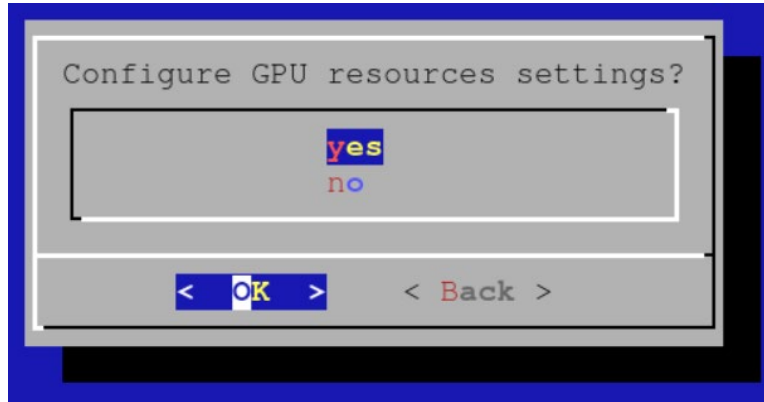 Configure GPU resources settings?
yes
no
< OK > < Back >